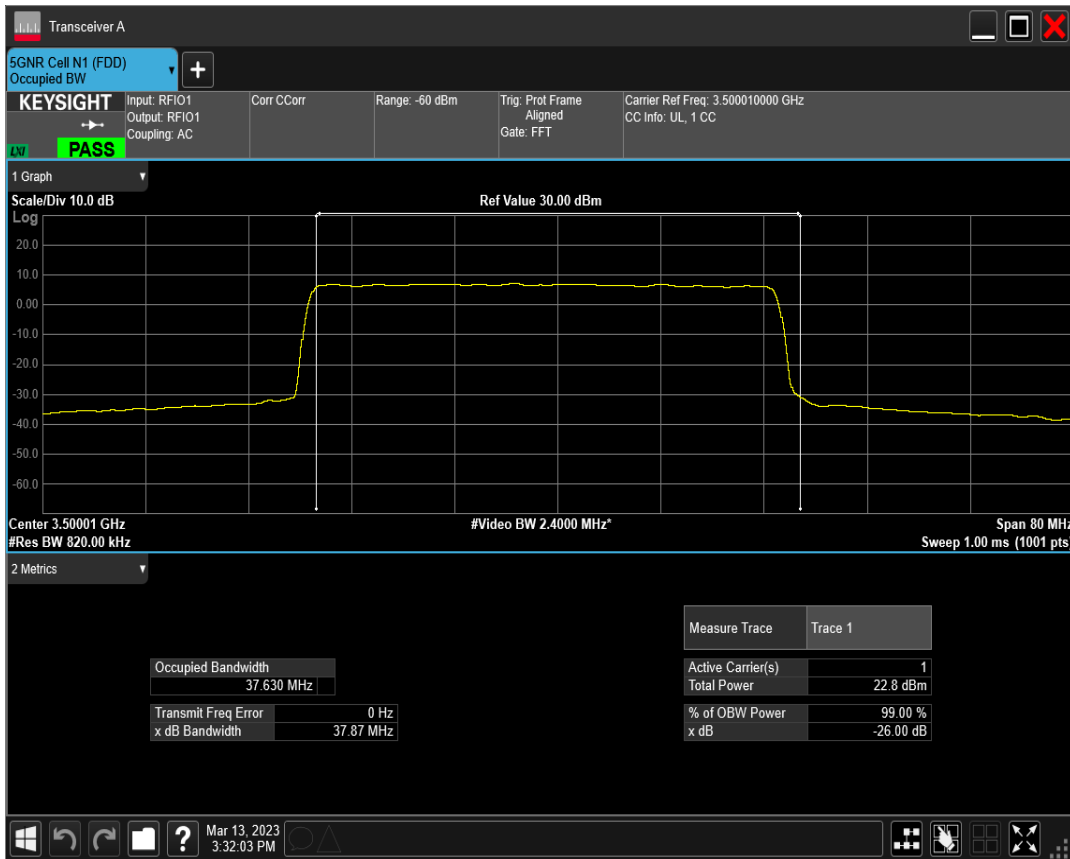 Transceiver A
5GNR Cell N1 (FDD)
Occupied BW
KEYSIGHT
LXI
PASS
Input: RFIO1
Output: RFIO1
Coupling: AC
Corr CCorr
Range: -60 dBm
Trig: Prot Frame
Aligned
Gate: FFT
Carrier Ref Freq: 3.500010000 GHz
CC Info: UL, 1 CC
1 Graph
Scale/Div 10.0 dB
Ref Value 30.00 dBm
Log
20.0
10.0
0.00
-10.0
-20.0
-30.0
-40.0
-50.0
-60.0
Center 3.50001 GHz
#Video BW 2.4000 MHz*
Span 80 MHz
#Res BW 820.00 kHz
Sweep 1.00 ms (1001 pts)
2 Metrics
Measure Trace
Trace 1
Occupied Bandwidth
37.630 MHz
Transmit Freq Error 0 Hz
x dB Bandwidth 37.87 MHz
Active Carrier(s) 1
Total Power 22.8 dBm
% of OBW Power 99.00 %
x dB -26.00 dB
?
Mar 13, 2023
3:32:03 PM